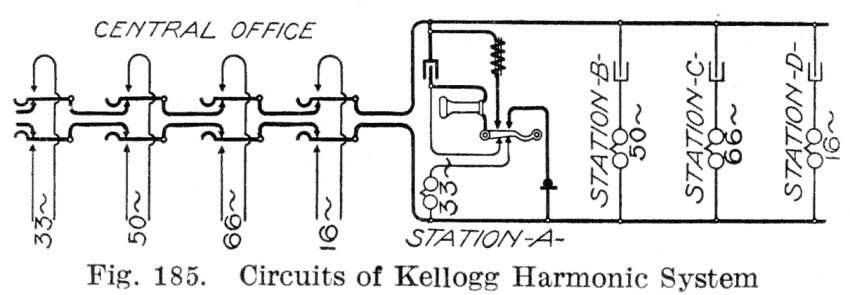 CENTRAL OFFICE
33~
50~
66~
16~
33~
STATION-A-
STATION-B-
50~
STATION-C-
66~
STATION-D-
16~
Fig. 185. Circuits of Kellogg Harmonic System